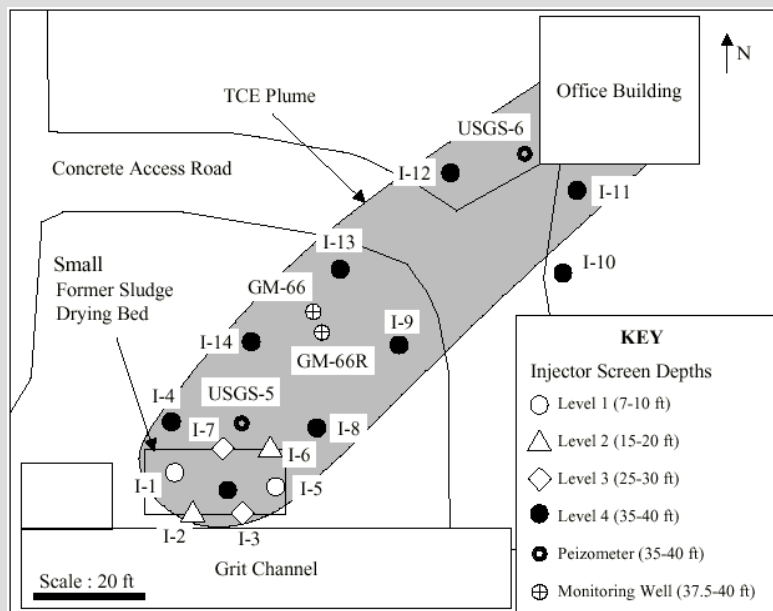 N
Office Building
TCE Plume
USGS-6
Concrete Access Road
I-12
I-11
I-13
I-10
Small
Former Sludge
Drying Bed
GM-66
I-9
I-14
GM-66R
I-4
USGS-5
I-7
I-8
I-6
I-1
I-5
I-2
I-3
Grit Channel
Scale : 20 ft
KEY
Injector Screen Depths
Level 1 (7-10 ft)
Level 2 (15-20 ft)
Level 3 (25-30 ft)
Level 4 (35-40 ft)
Peizometer (35-40 ft)
Monitoring Well (37.5-40 ft)